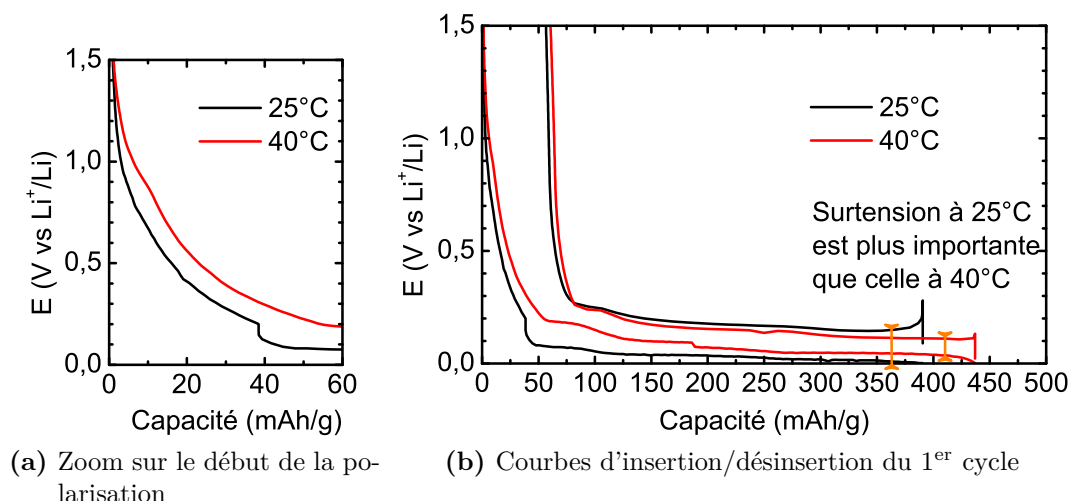 1,5
1,0
0,5
0,0
E (V vs Li⁺/Li)
25°C
40°C
0 20 40 60
Capacité (mAh/g)
(a) Zoom sur le début de la po-
larisation
1,5
1,0
0,5
0,0
E (V vs Li⁺/Li)
25°C
40°C
Surtension à 25°C
est plus importante
que celle à 40°C
0 50 100 150 200 250 300 350 400 450 500
Capacité (mAh/g)
(b) Courbes d'insertion/désinsertion du 1ᵉʳ cycle